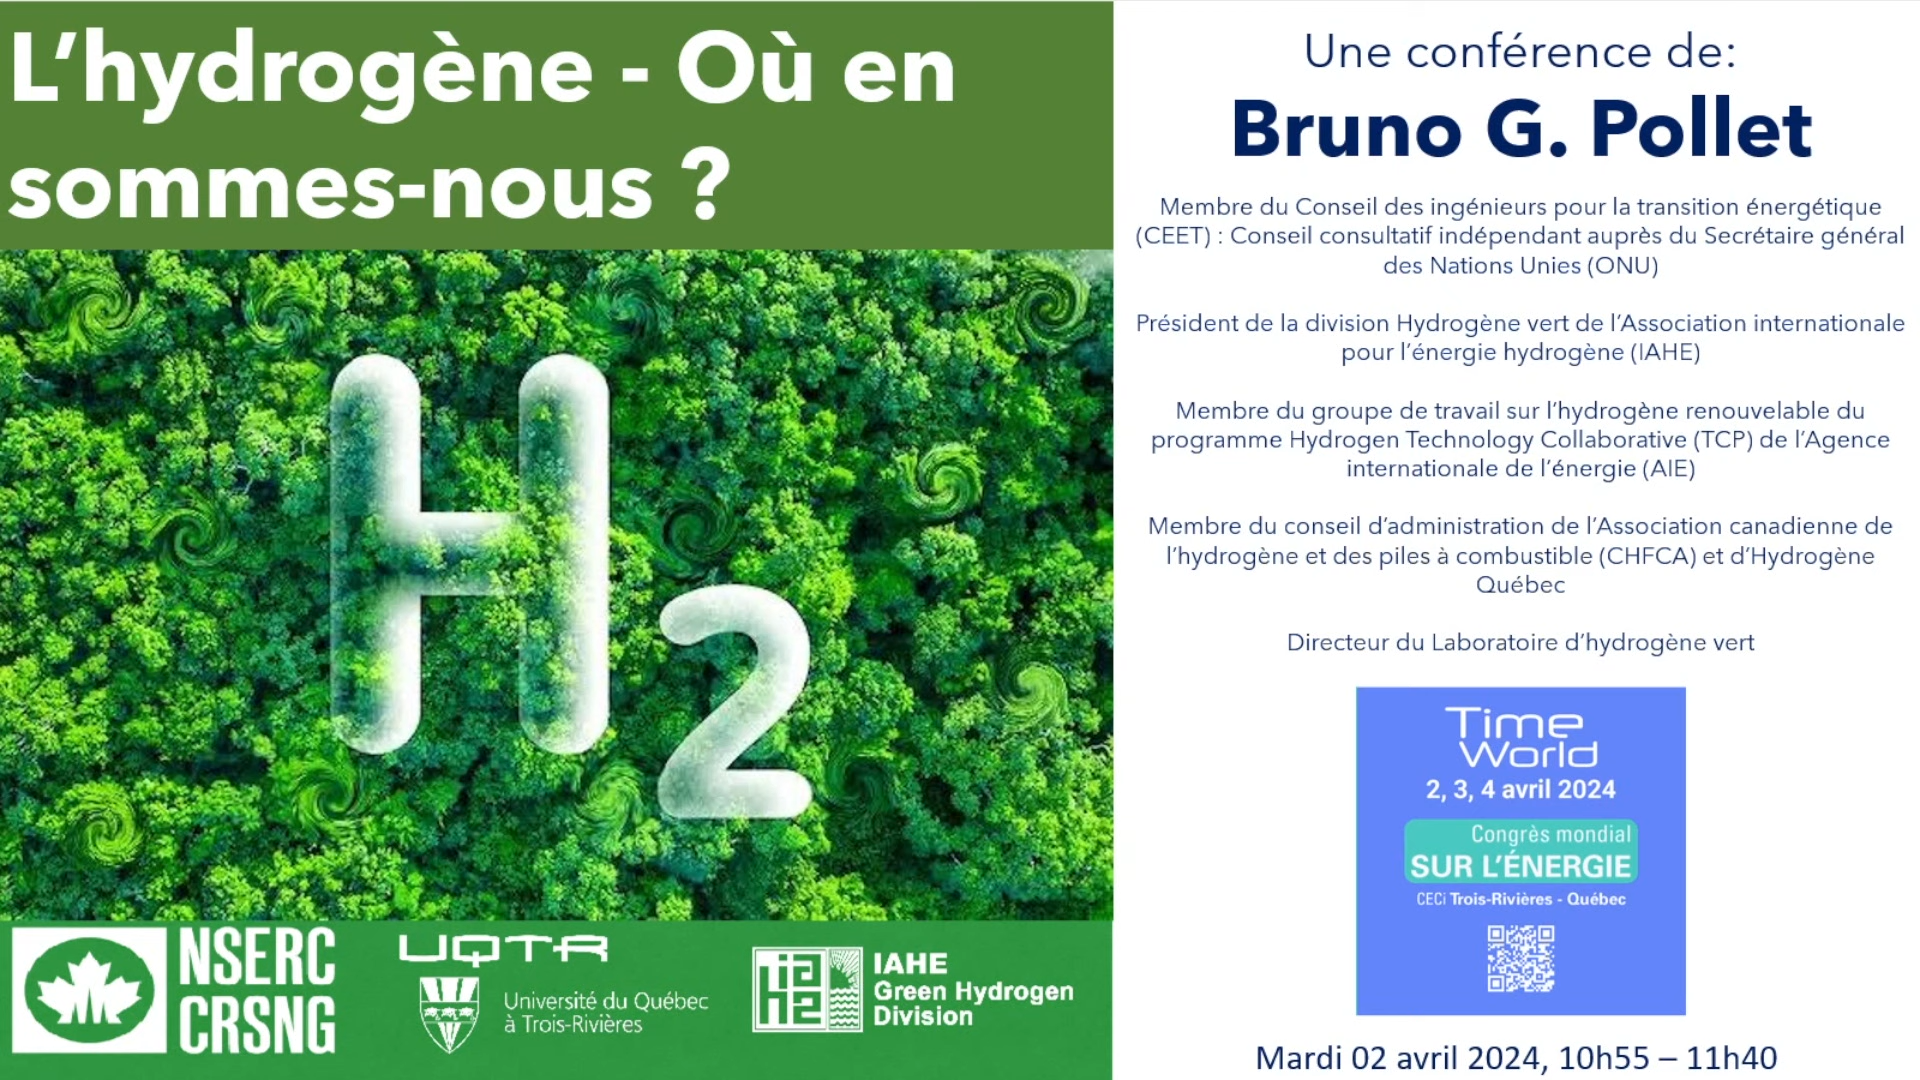 L’hydrogène - Où en
sommes-nous ?
H2
NSERC
CRSNG
UQTR
Université du Québec
à Trois-Rivières
IAHE
Green Hydrogen
Division
Une conférence de:
Bruno G. Pollet
Membre du Conseil des ingénieurs pour la transition énergétique
(CEET) : Conseil consultatif indépendant auprès du Secrétaire général
des Nations Unies (ONU)
Président de la division Hydrogène vert de l’Association internationale
pour l’énergie hydrogène (IAHE)
Membre du groupe de travail sur l’hydrogène renouvelable du
programme Hydrogen Technology Collaborative (TCP) de l’Agence
internationale de l’énergie (AIE)
Membre du conseil d’administration de l’Association canadienne de
l’hydrogène et des piles à combustible (CHFCA) et d’Hydrogène
Québec
Directeur du Laboratoire d’hydrogène vert
Time
World
2, 3, 4 avril 2024
Congrès mondial
SUR L’ÉNERGIE
CECi Trois-Rivières - Québec
Mardi 02 avril 2024, 10h55 – 11h40